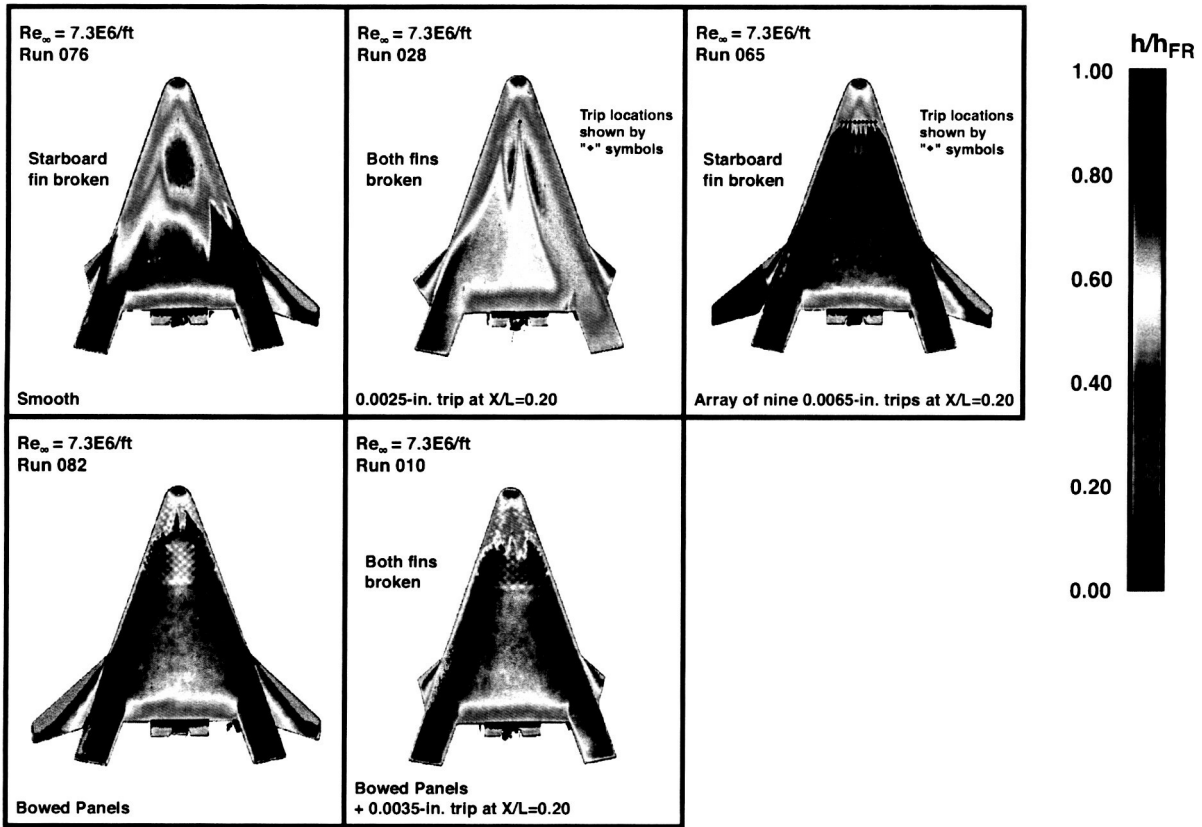 Re∞ = 7.3E6/ft
Run 076
Starboard
fin broken
Smooth
Re∞ = 7.3E6/ft
Run 028
Both fins
broken
Trip locations
shown by
"◆" symbols
0.0025-in. trip at X/L=0.20
Re∞ = 7.3E6/ft
Run 065
Starboard
fin broken
Trip locations
shown by
"◆" symbols
Array of nine 0.0065-in. trips at X/L=0.20
Re∞ = 7.3E6/ft
Run 082
Bowed Panels
Re∞ = 7.3E6/ft
Run 010
Both fins
broken
Bowed Panels
+ 0.0035-in. trip at X/L=0.20
h/hFR
1.00
0.80
0.60
0.40
0.20
0.00